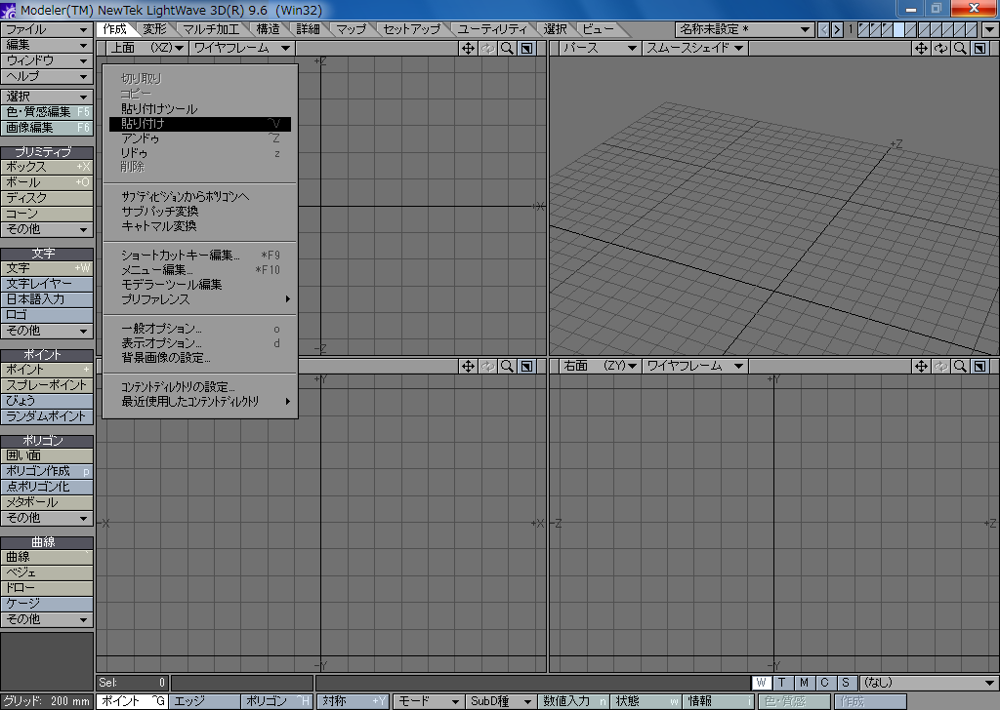 Modeler(TM) NewTek LightWave 3D(R) 9.6 (Win32)
ファイル 作成 変形 マルチ加工 構造 詳細 マップ セットアップ ユーティリティ 選択 ビュー 名称未設定 * 1
編集 上面 (XZ) ワイヤフレーム パース スムースシェイド
ウィンドウ
ヘルプ
選択
色・質感編集 F5
画像編集 F6
プリミティブ
ボックス +X
ボール +O
ディスク
コーン
その他
文字
文字 +W
文字レイヤー
日本語入力
ロゴ
その他
ポイント
ポイント +
スプレーポイント
びょう
ランダムポイント
ポリゴン
囲い面
ポリゴン作成 p
点ポリゴン化
メタボール
その他
曲線
曲線
ベジェ
ドロー
ケージ
その他
切り取り
コピー
貼り付けツール
貼り付け ^V
アンドゥ ^Z
リドゥ z
削除
サブディビジョンからポリゴンへ
サブパッチ変換
キャトマル変換
ショートカットキー編集... *F9
メニュー編集... *F10
モデラーツール編集
プリファレンス
一般オプション... o
表示オプション... d
背景画像の設定...
コンテントディレクトリの設定...
最近使用したコンテントディレクトリ
+Z
+X
-Z
+Z
右面 (ZY) ワイヤフレーム
+Y
-X
+X
-Y
+Y
-Z
+Z
-Y
Sel: 0 W T M C S (なし)
グリッド: 200 mm ポイント ^G エッジ ポリゴン ^H 対称 +Y モード SubD種 数値入力 n 状態 w 情報 i 色・質感 作成